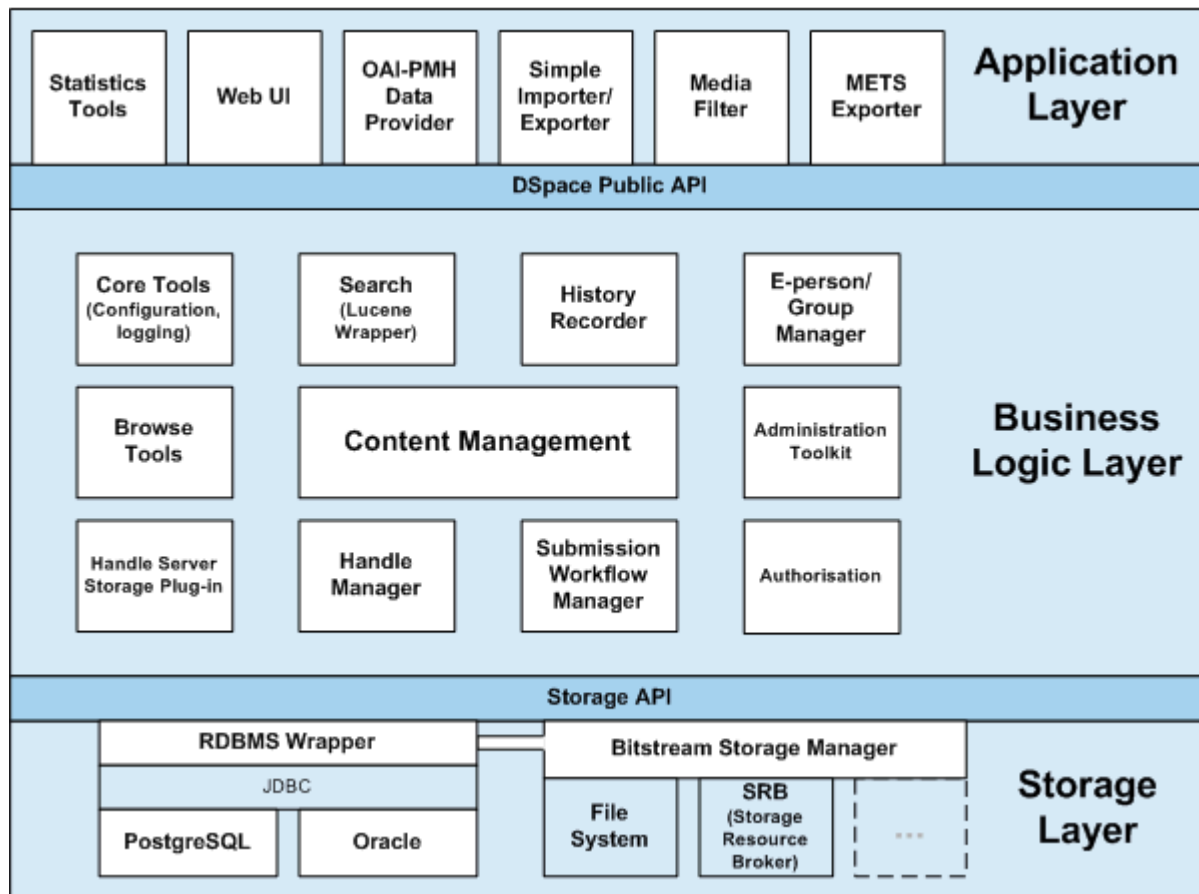 Statistics
Tools
Web UI
OAI-PMH
Data
Provider
Simple
Importer/
Exporter
Media
Filter
METS
Exporter
Application
Layer
DSpace Public API
Core Tools
(Configuration,
logging)
Search
(Lucene
Wrapper)
History
Recorder
E-person/
Group
Manager
Browse
Tools
Content Management
Administration
Toolkit
Business
Logic Layer
Handle Server
Storage Plug-in
Handle
Manager
Submission
Workflow
Manager
Authorisation
Storage API
RDBMS Wrapper
JDBC
PostgreSQL
Oracle
Bitstream Storage Manager
File
System
SRB
(Storage
Resource
Broker)
...
Storage
Layer